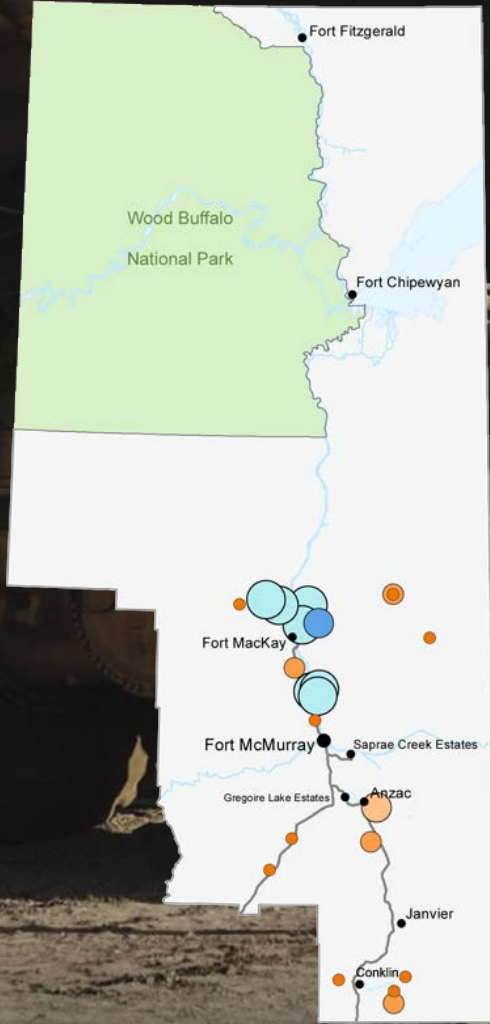 Fort Fitzgerald
Wood Buffalo
National Park
Fort Chipewyan
Fort MacKay
Fort McMurray
Saprae Creek Estates
Gregoire Lake Estates
Anzac
Janvier
Conklin